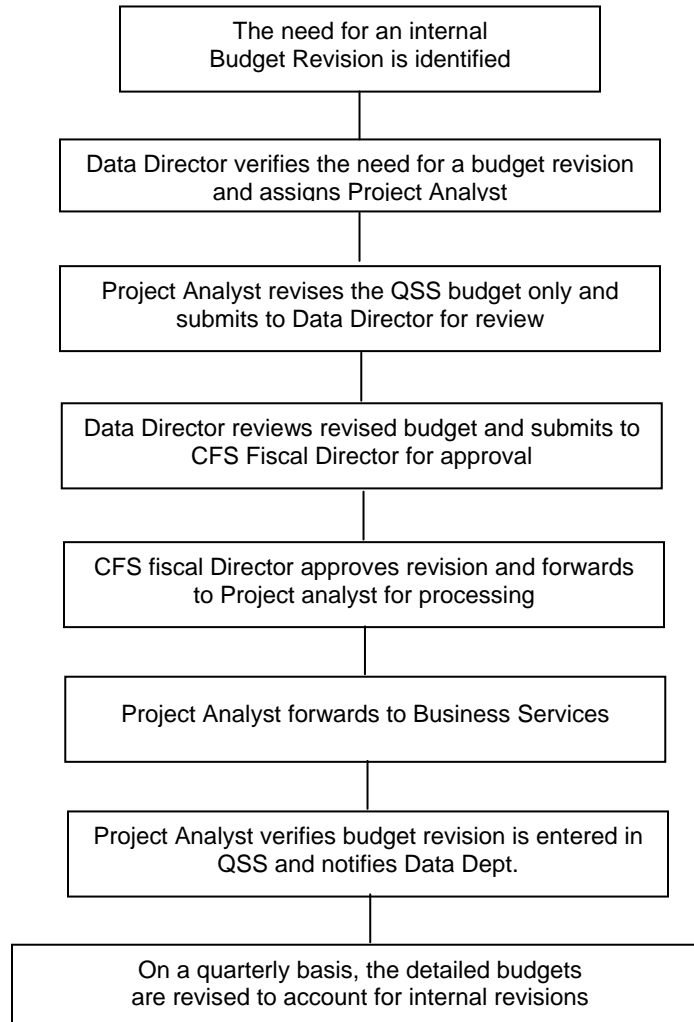 The need for an internal
Budget Revision is identified
Data Director verifies the need for a budget revision
and assigns Project Analyst
Project Analyst revises the QSS budget only and
submits to Data Director for review
Data Director reviews revised budget and submits to
CFS Fiscal Director for approval
CFS fiscal Director approves revision and forwards
to Project analyst for processing
Project Analyst forwards to Business Services
Project Analyst verifies budget revision is entered in
QSS and notifies Data Dept.
On a quarterly basis, the detailed budgets
are revised to account for internal revisions